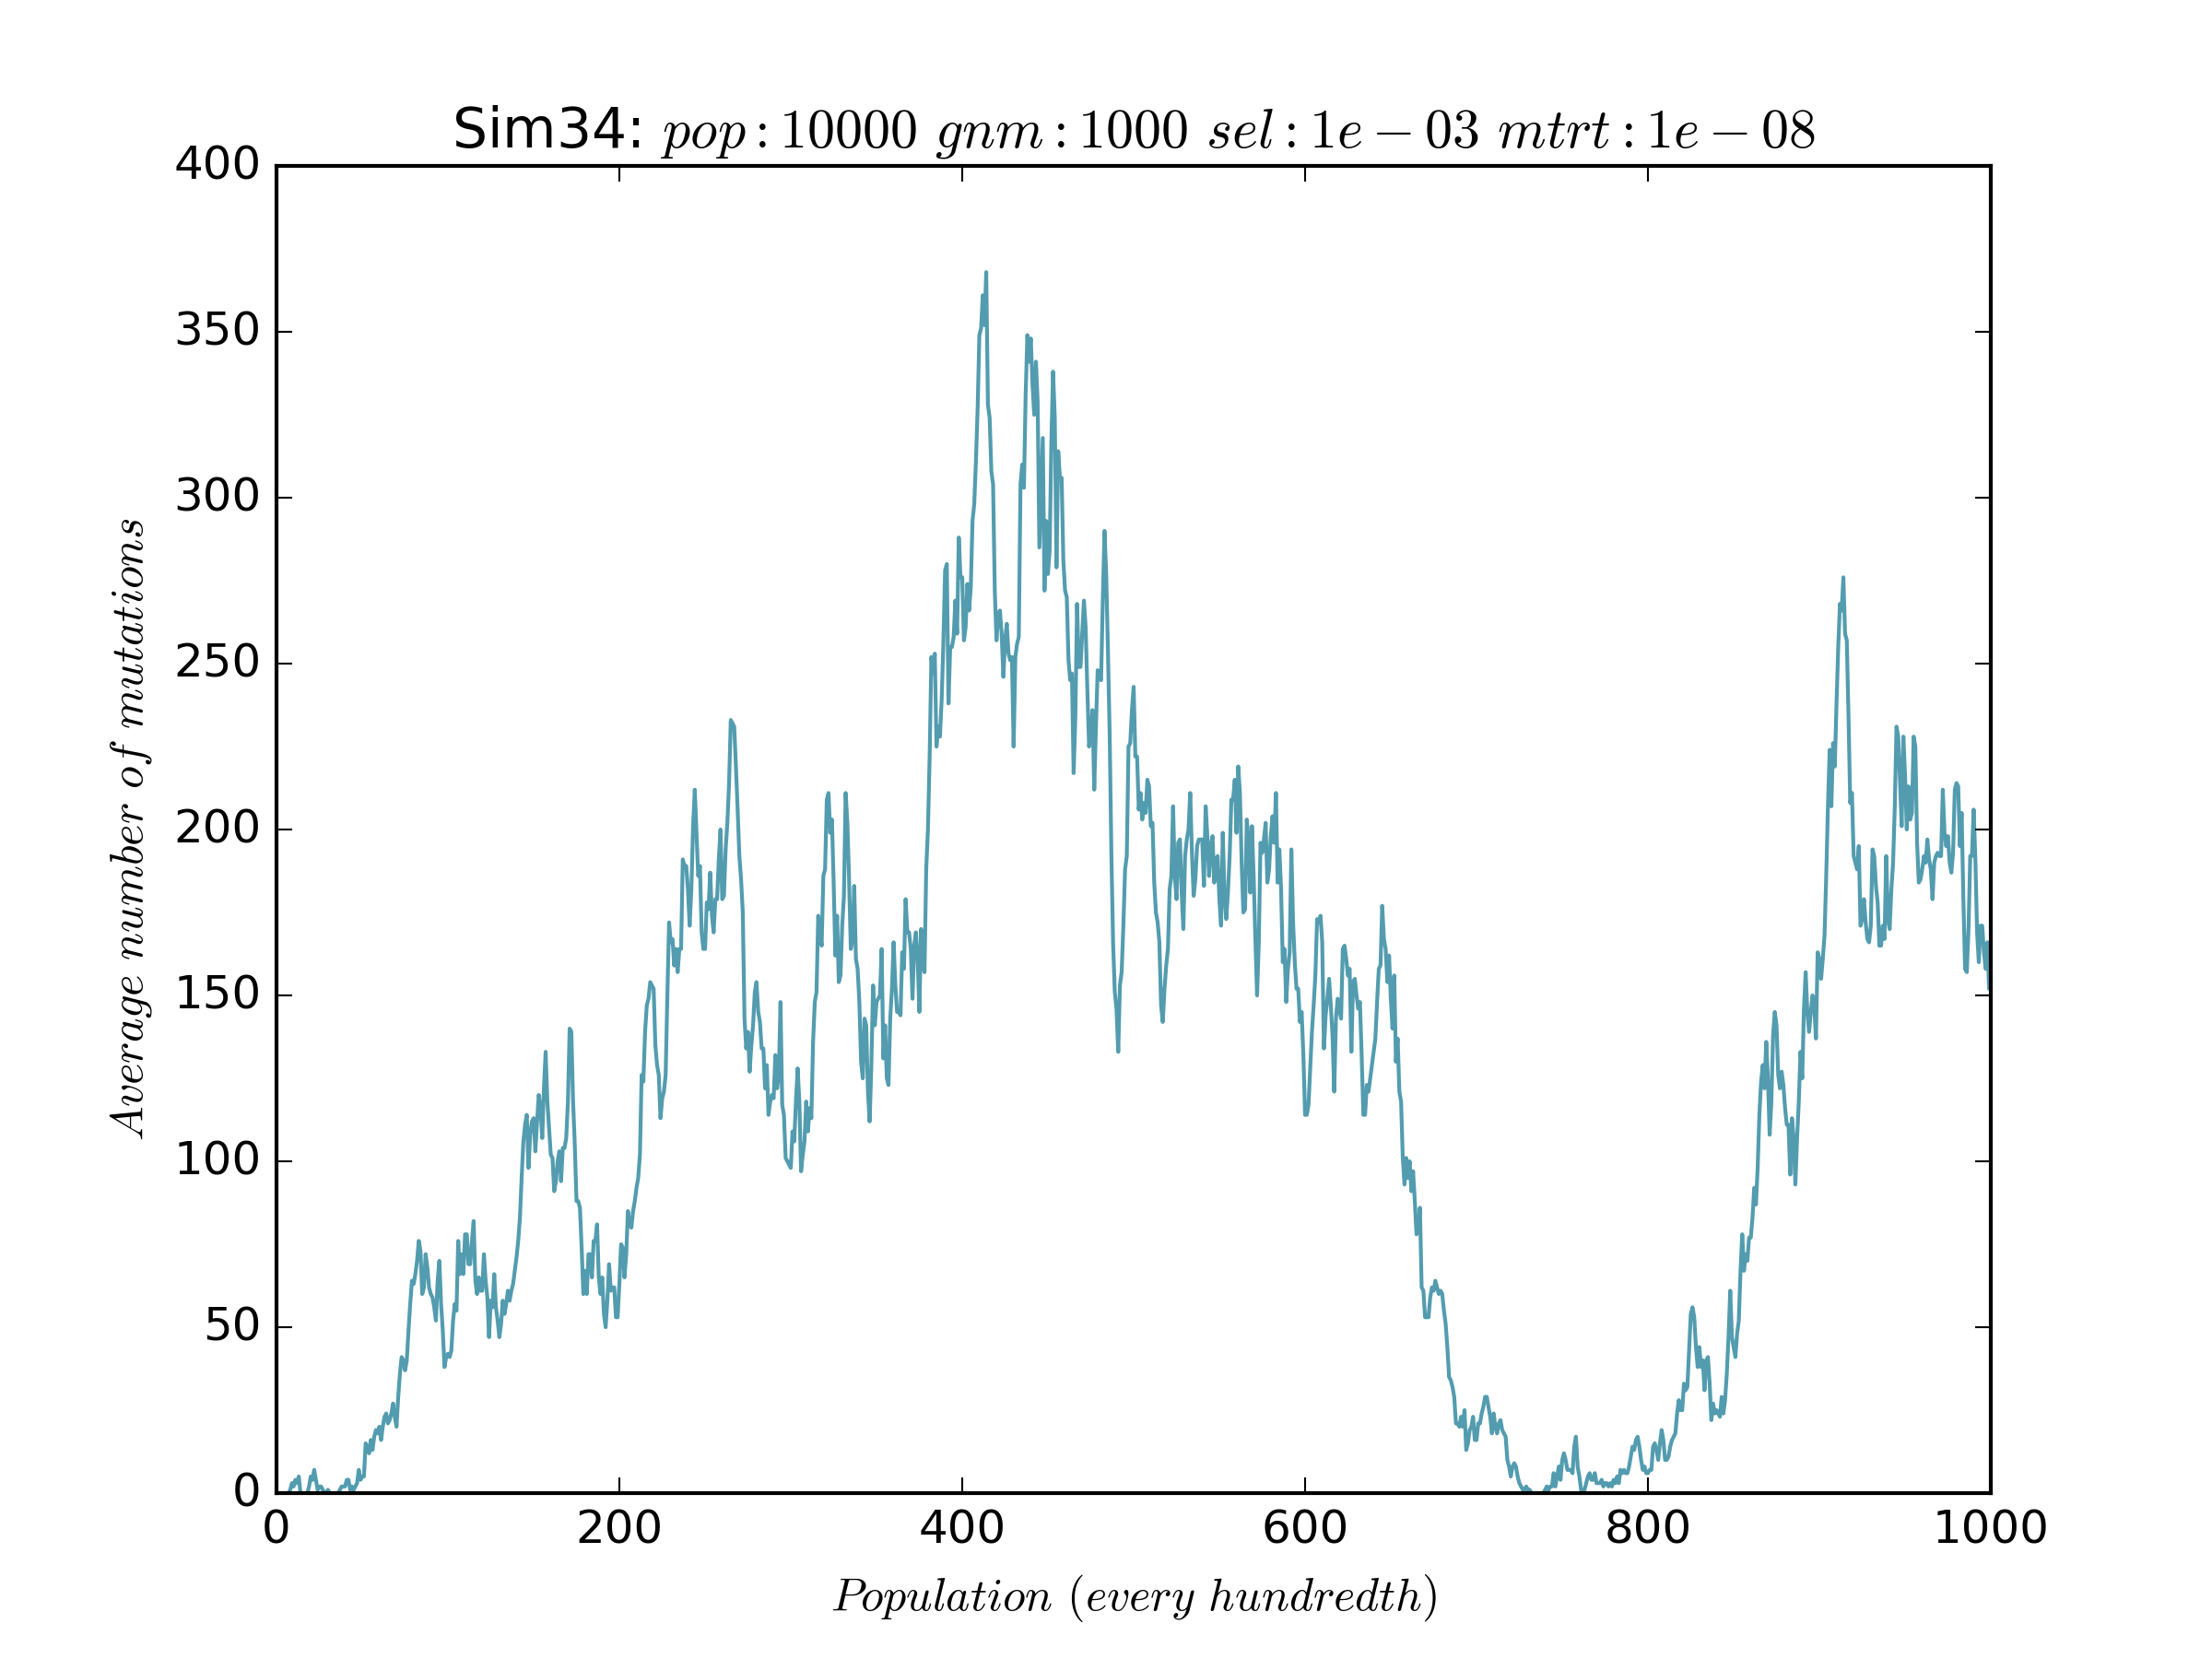 Sim34: pop : 10000 gnm : 1000 sel : 1e − 03 mtrt : 1e − 08
400
350
300
250
200
150
100
50
0
Average number of mutations
0 200 400 600 800 1000
Population (every hundredth)